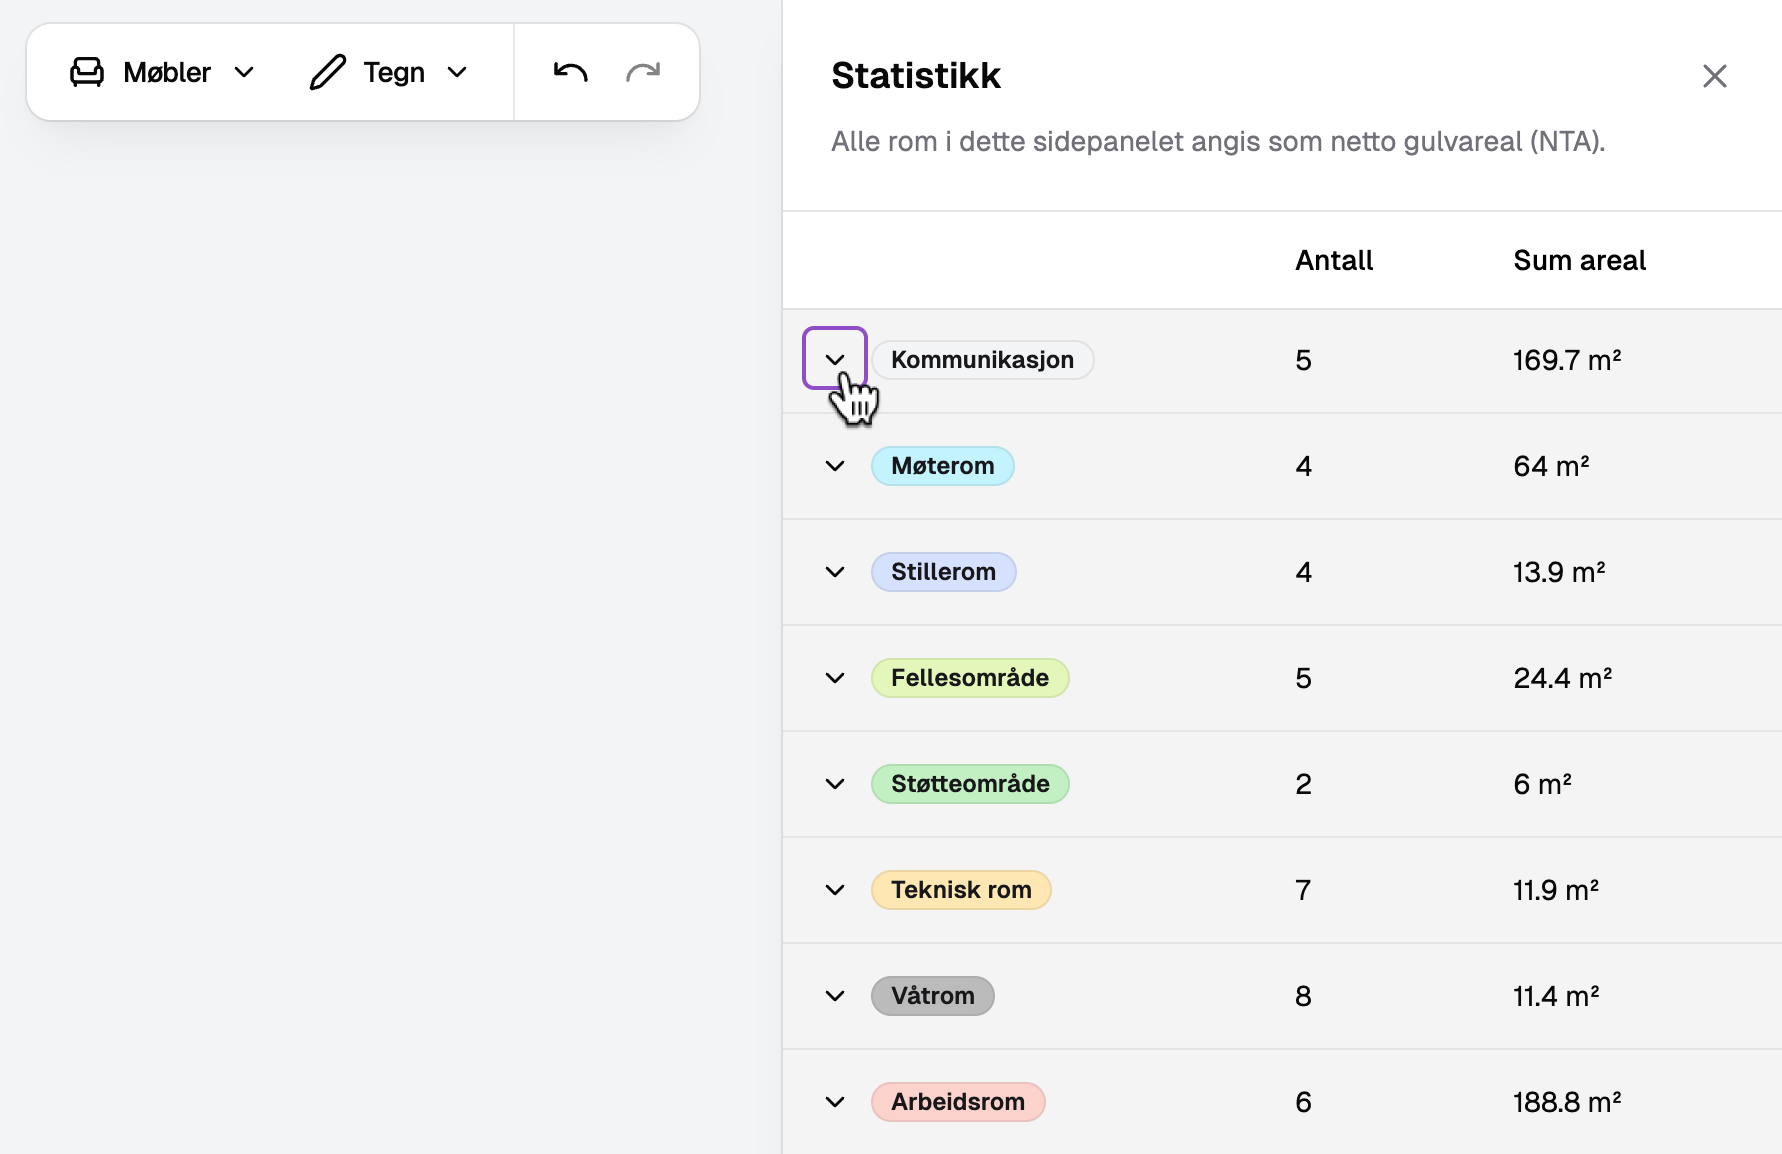 Møbler
Tegn
Statistikk
Alle rom i dette sidepanelet angis som netto gulvareal (NTA).
Antall Sum areal
Kommunikasjon 5 169.7 m²
Møterom 4 64 m²
Stillerom 4 13.9 m²
Fellesområde 5 24.4 m²
Støtteområde 2 6 m²
Teknisk rom 7 11.9 m²
Våtrom 8 11.4 m²
Arbeidsrom 6 188.8 m²